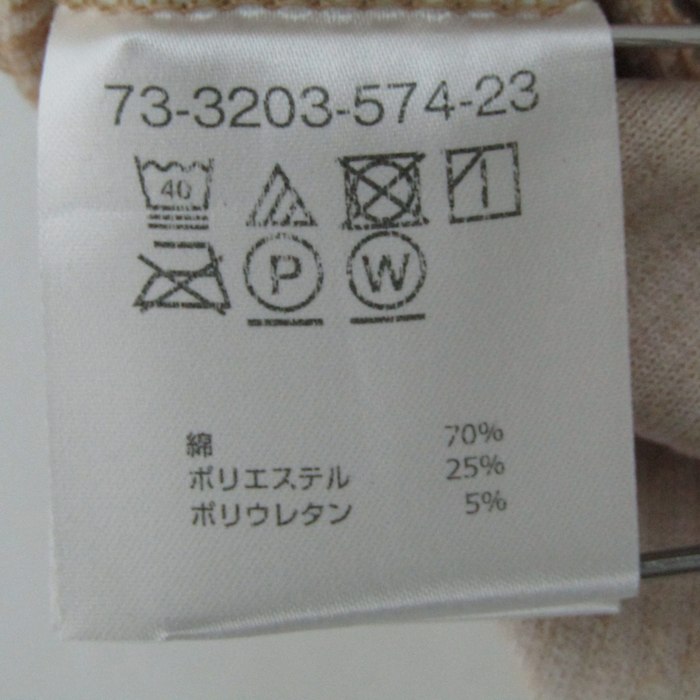 73-3203-574-23
40
P W
綿 70%
ポリエステル 25%
ポリウレタン 5%